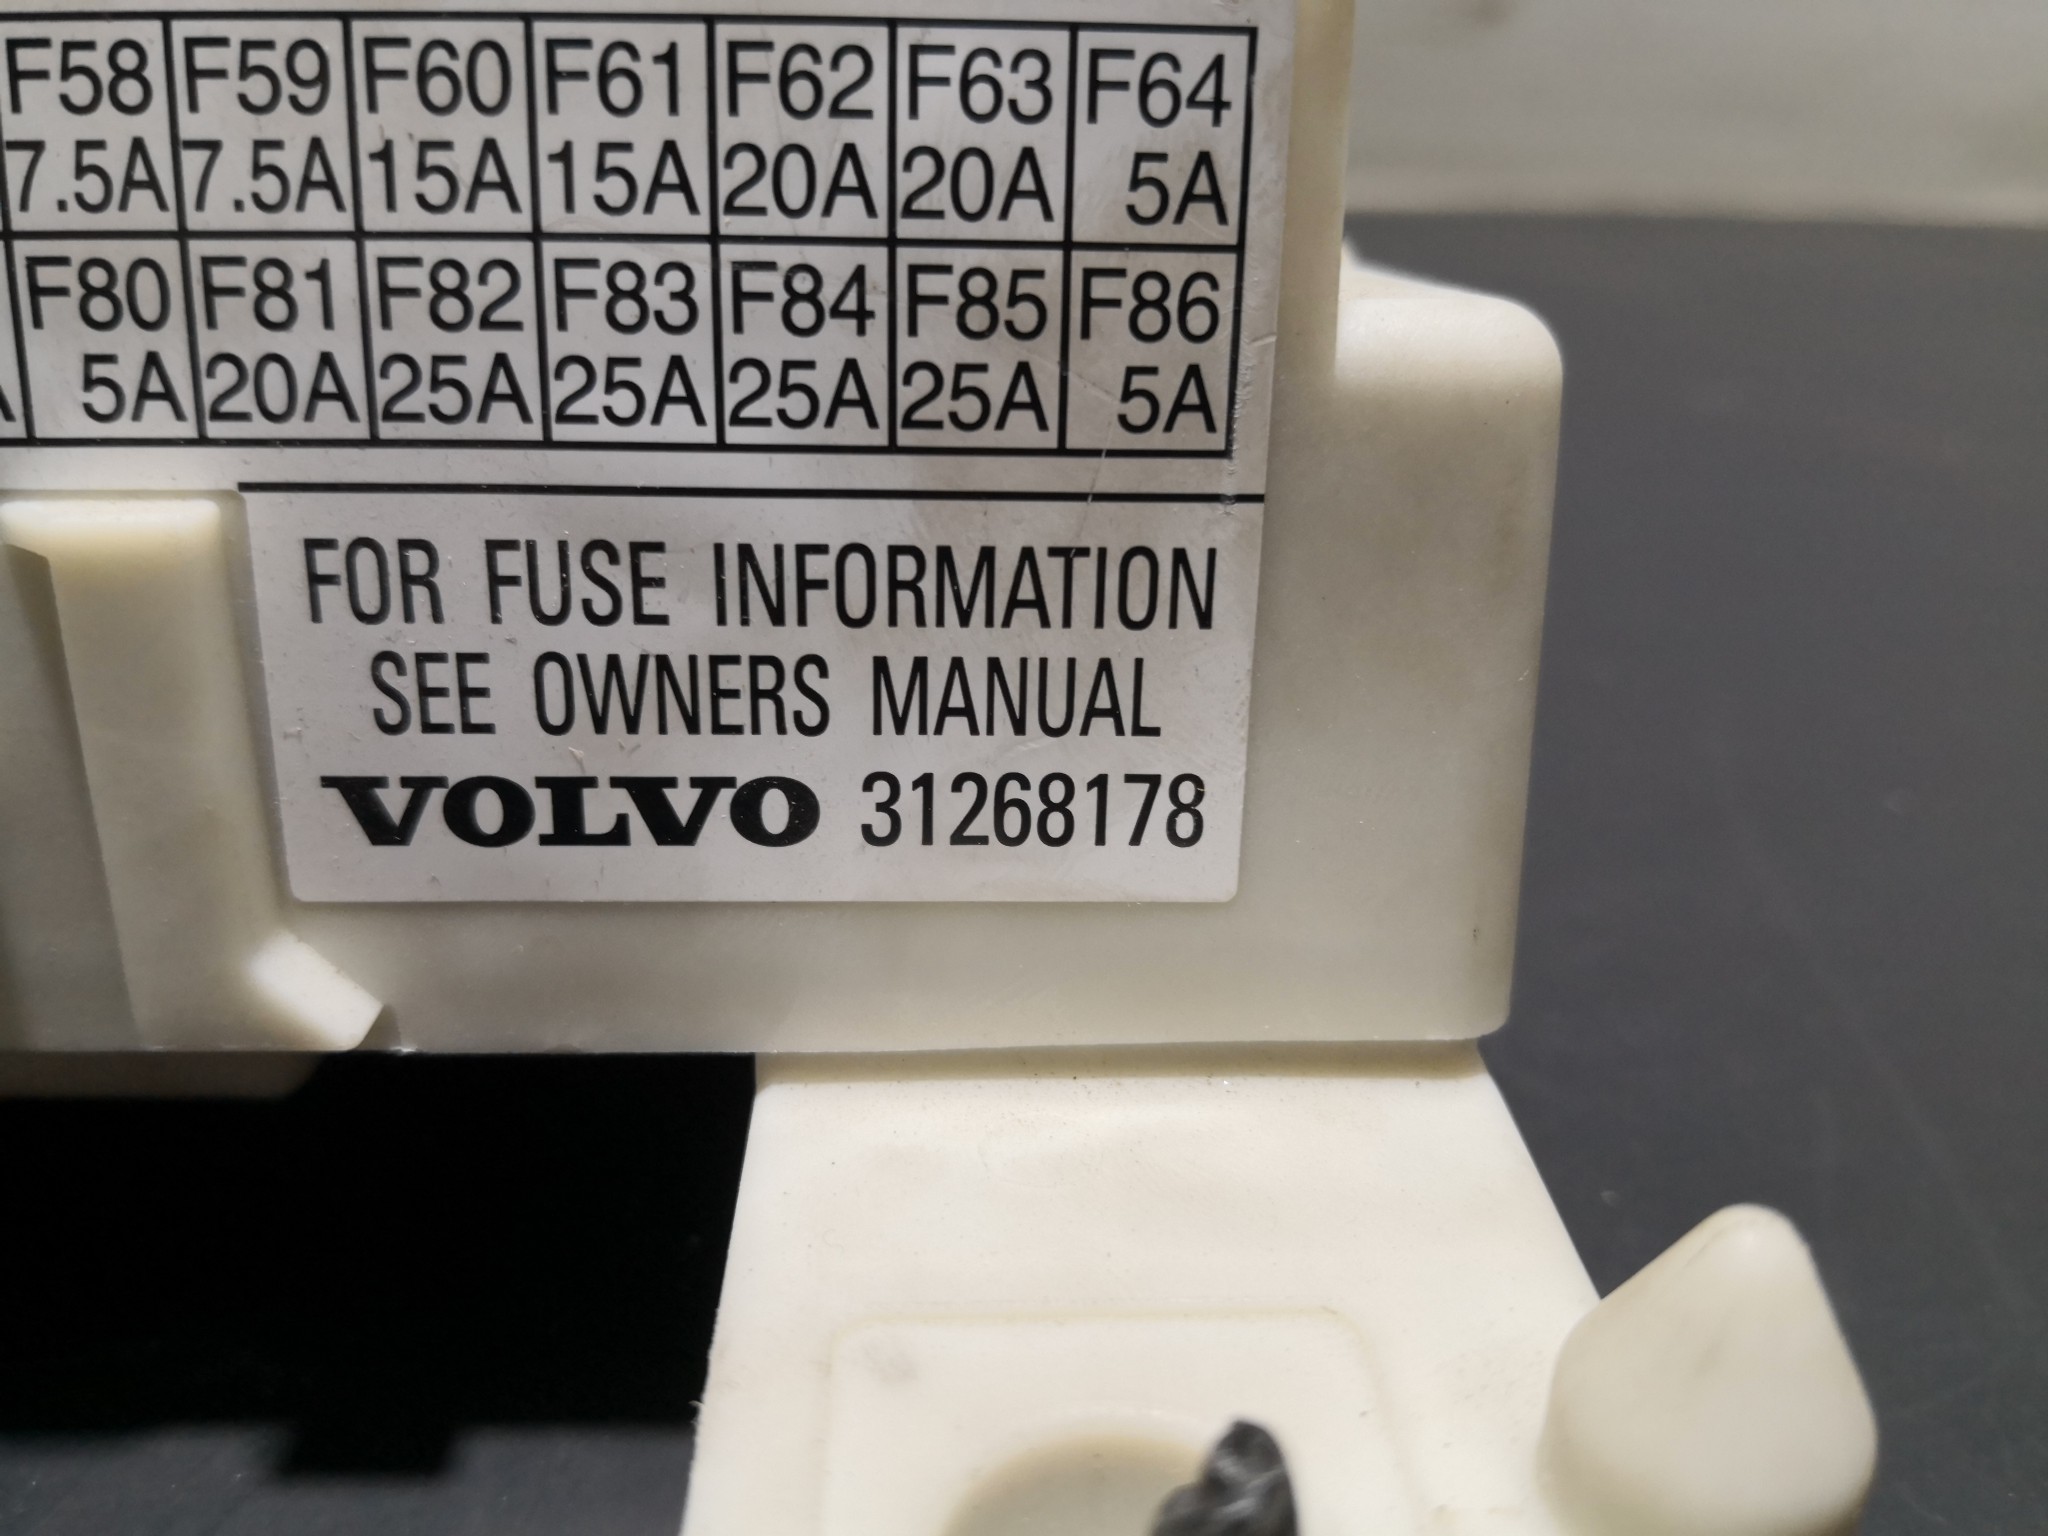 F58 F59 F60 F61 F62 F63 F64
7.5A 7.5A 15A 15A 20A 20A 5A
F80 F81 F82 F83 F84 F85 F86
5A 20A 25A 25A 25A 25A 5A
FOR FUSE INFORMATION
SEE OWNERS MANUAL
VOLVO 31268178